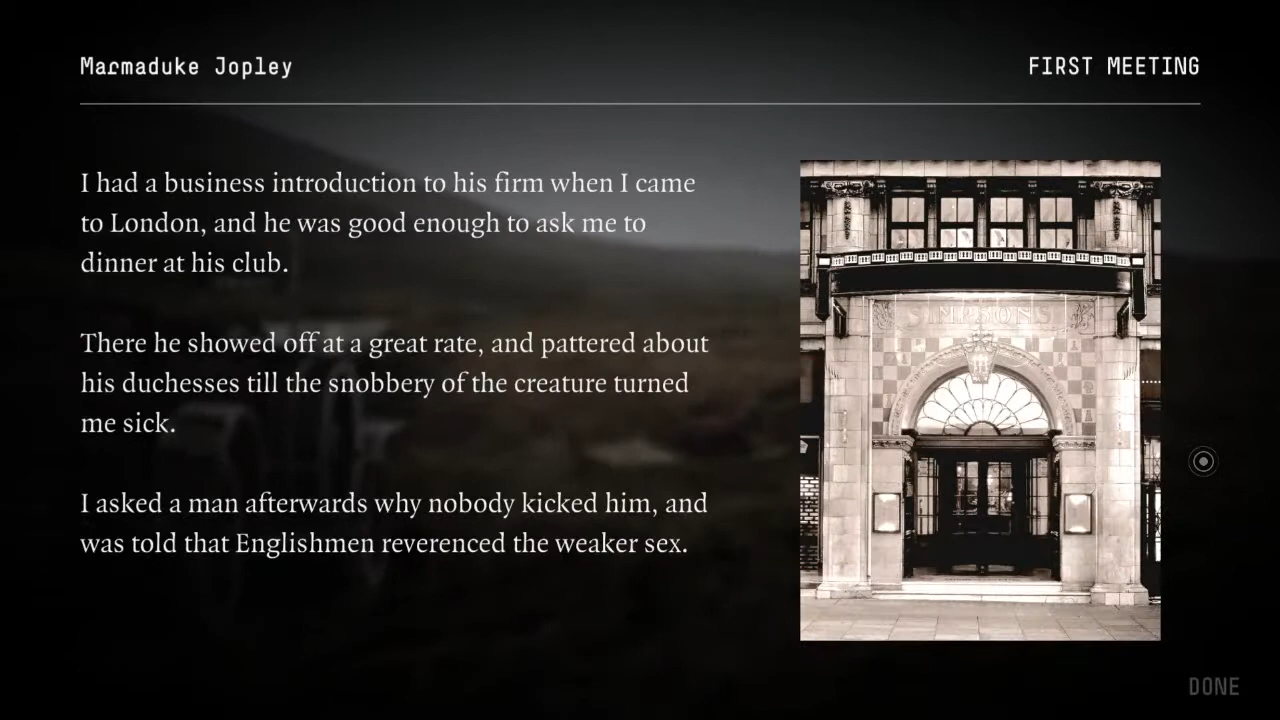 Marmaduke Jopley
FIRST MEETING
I had a business introduction to his firm when I came
to London, and he was good enough to ask me to
dinner at his club.
There he showed off at a great rate, and pattered about
his duchesses till the snobbery of the creature turned
me sick.
I asked a man afterwards why nobody kicked him, and
was told that Englishmen reverenced the weaker sex.
SIMPSONS
DONE